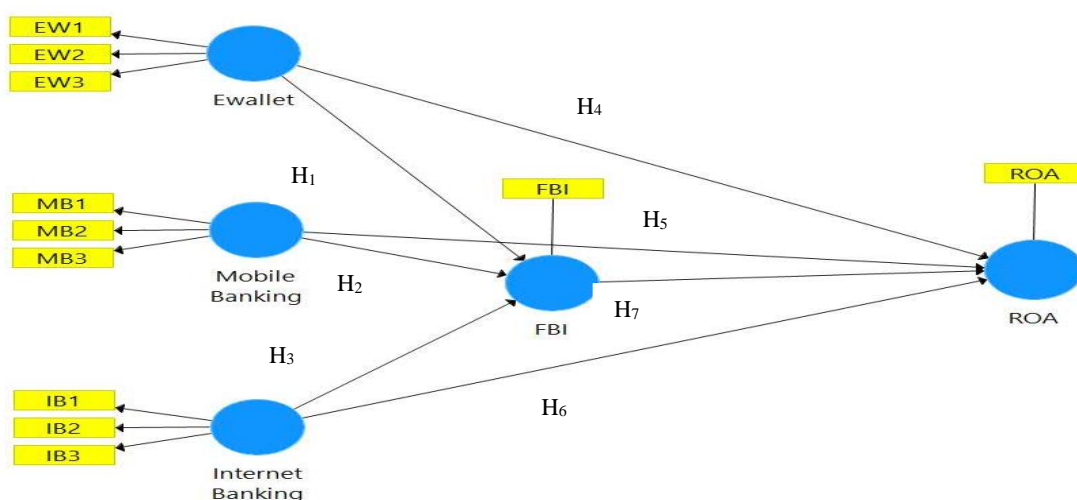 EW1
EW2
EW3
Ewallet
H4
H1
FBI
ROA
MB1
MB2
MB3
Mobile
Banking
H5
H2
FBI
H7
ROA
H3
IB1
IB2
IB3
H6
Internet
Banking